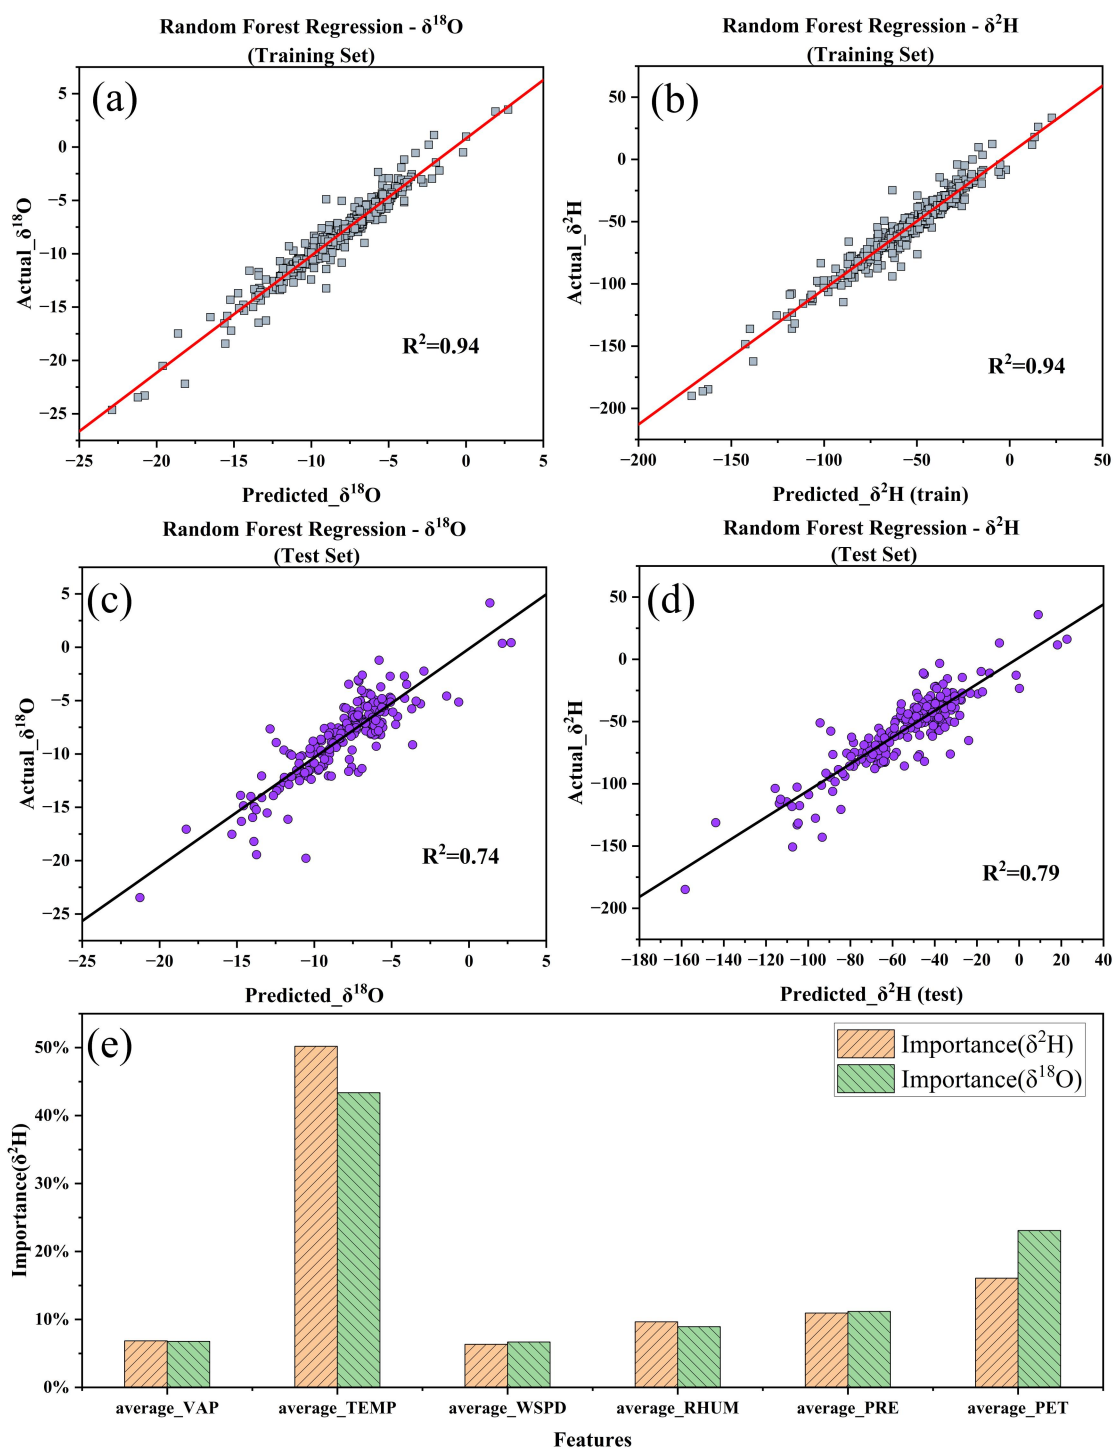 Random Forest Regression - δ¹⁸O
(Training Set)
(a)
5
0
−5
−10
−15
−20
−25
Actual_δ¹⁸O
R²=0.94
−25
−20
−15
−10
−5
0
5
Predicted_δ¹⁸O
Random Forest Regression - δ²H
(Training Set)
(b)
50
0
−50
−100
−150
−200
Actual_δ²H
R²=0.94
−200
−150
−100
−50
0
50
Predicted_δ²H (train)
Random Forest Regression - δ¹⁸O
(Test Set)
(c)
5
0
−5
−10
−15
−20
−25
Actual_δ¹⁸O
R²=0.74
−25
−20
−15
−10
−5
0
5
Predicted_δ¹⁸O
Random Forest Regression - δ²H
(Test Set)
(d)
50
0
−50
−100
−150
−200
Actual_δ²H
R²=0.79
−180
−160
−140
−120
−100
−80
−60
−40
−20
0
20
40
Predicted_δ²H (test)
(e)
Importance(δ²H)
Importance(δ¹⁸O)
50%
40%
30%
20%
10%
0%
Importance(δ²H)
average_VAP
average_TEMP
average_WSPD
average_RHUM
average_PRE
average_PET
Features